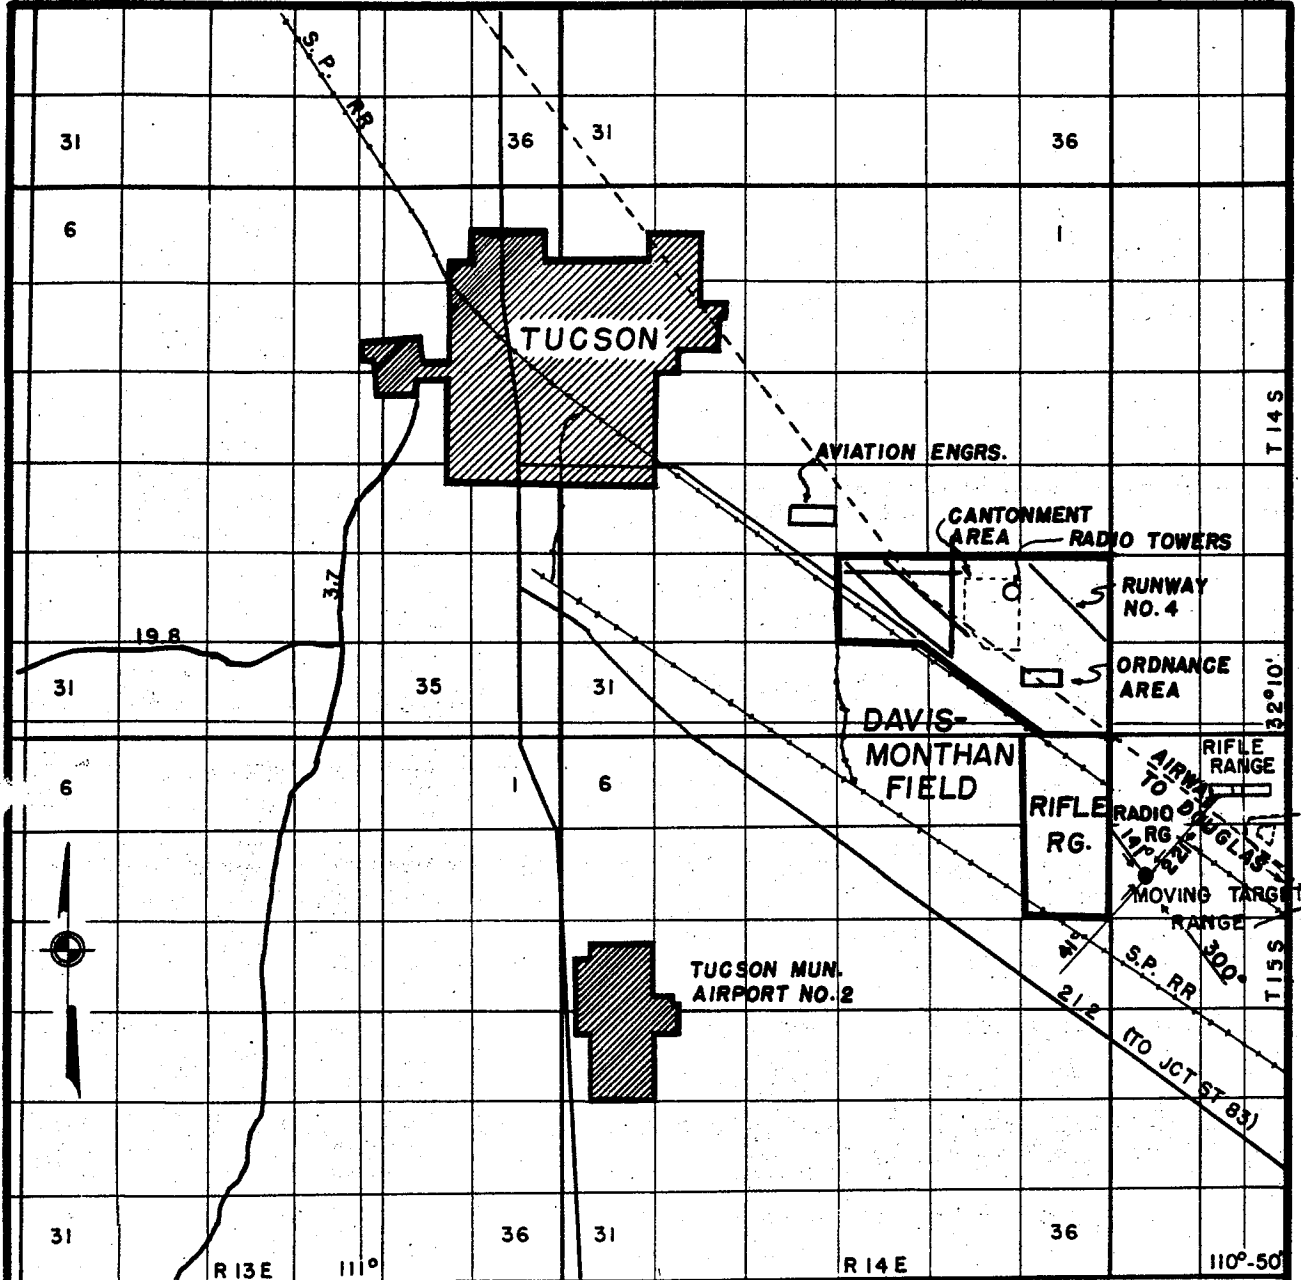 S.P. RR
31
36
31
36
6
1
TUCSON
T 14 S
AVIATION ENGRS.
CANTONMENT
AREA
RADIO TOWERS
RUNWAY
NO. 4
3.7
19.8
ORDNANCE
AREA
31
35
31
32°10'
DAVIS-
MONTHAN
FIELD
RIFLE
RANGE
AIRWAY
TO DOUGLAS
6
1
6
RIFLE
RG.
RADIO
RG
141°
221°
MOVING TARGET
RANGE
41°
300°
S.P. RR
T 15 S
TUCSON MUN.
AIRPORT NO. 2
21.2 (TO JCT ST 83)
31
36
31
36
R 13 E
111°
R 14 E
110°-50'